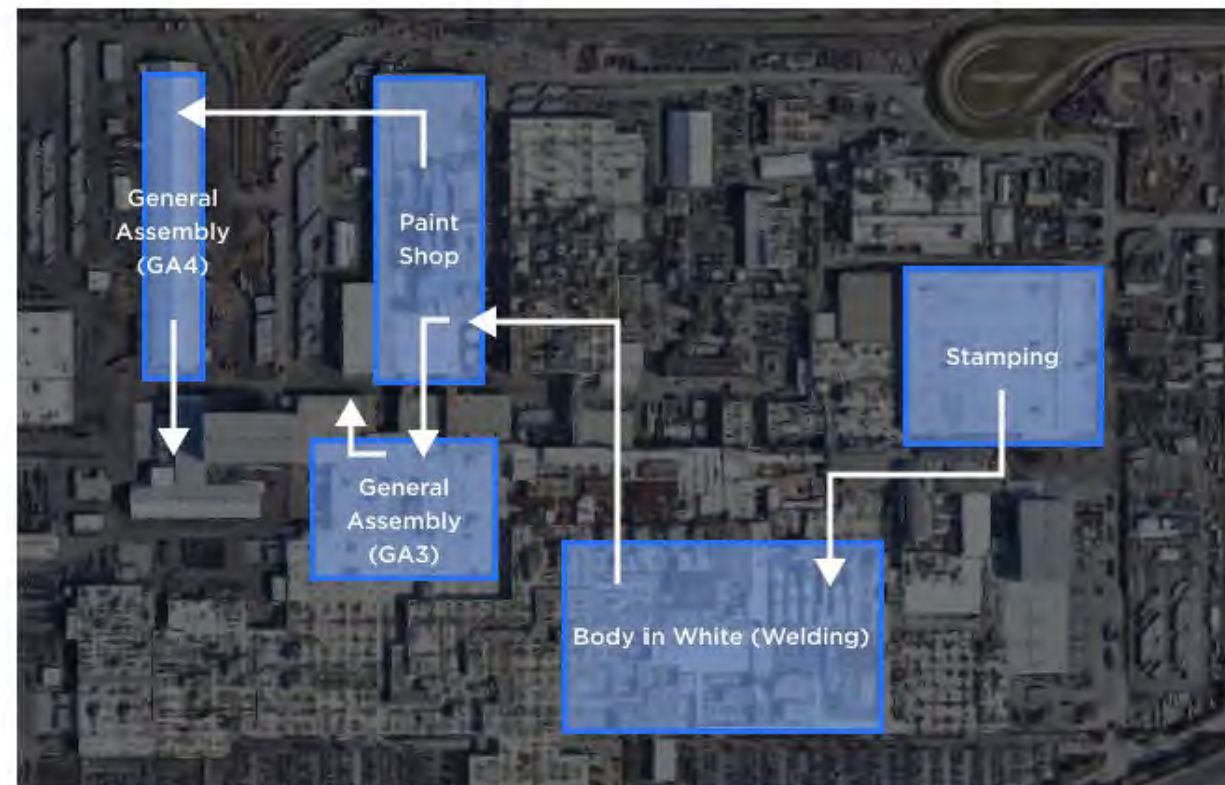 General
Assembly
(GA4)
Paint
Shop
Stamping
General
Assembly
(GA3)
Body in White (Welding)